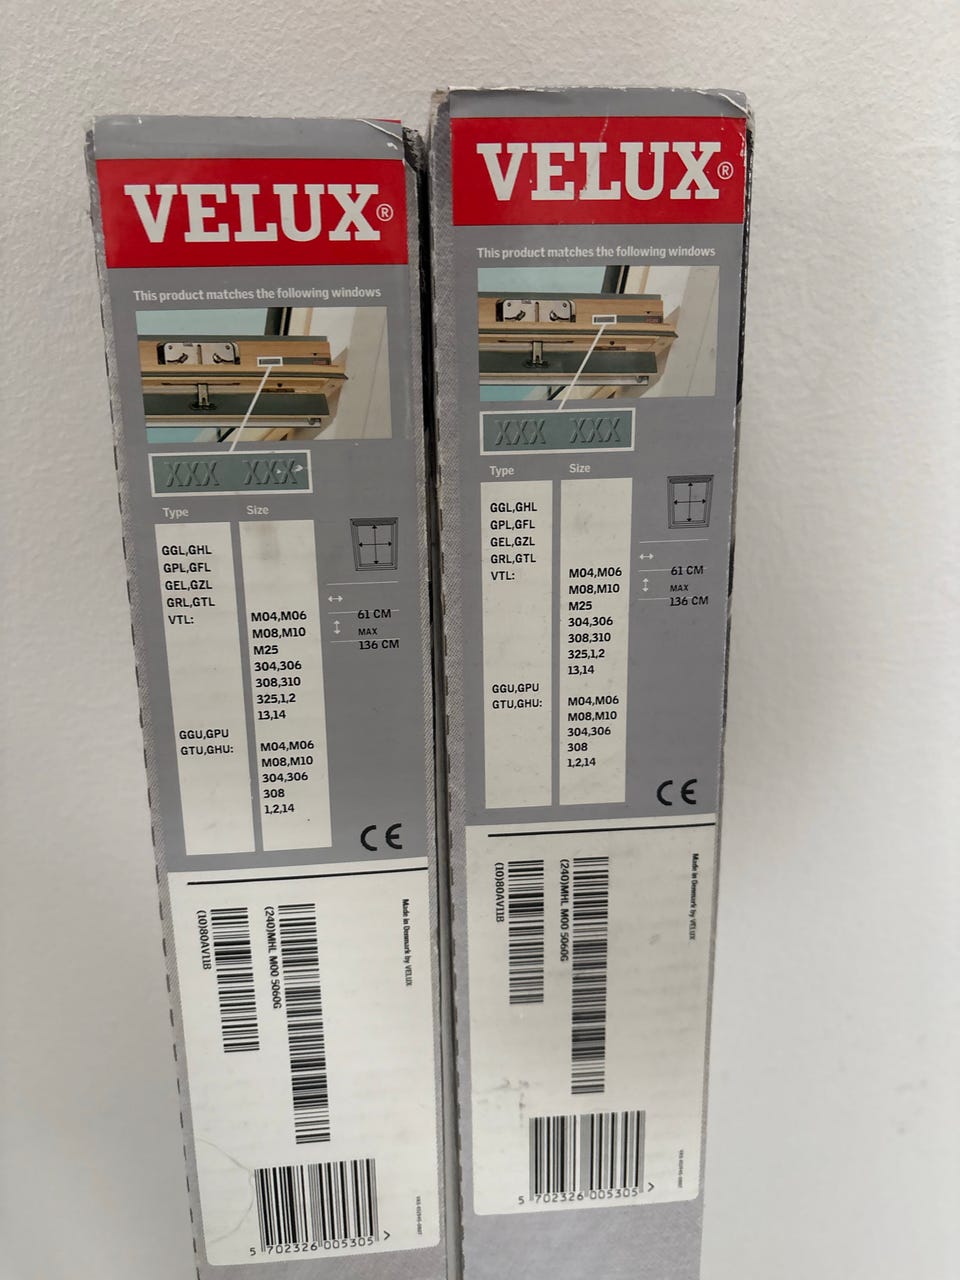 VELUX®
This product matches the following windows
XXX XXX
Type Size
GGL,GHL
GPL,GFL
GEL,GZL
GRL,GTL
VTL:
M04,M06
M08,M10
M25
304,306
308,310
325,1,2
13,14
GGU,GPU
GTU,GHU:
M04,M06
M08,M10
304,306
308
1,2,14
61 CM
MAX
136 CM
CE
Made in Denmark by VELUX
(240)MHL M00 5060G
(10)80AV11B
5 702326 005305 >
VELUX®
This product matches the following windows
XXX XXX
Type Size
GGL,GHL
GPL,GFL
GEL,GZL
GRL,GTL
VTL:
M04,M06
M08,M10
M25
304,306
308,310
325,1,2
13,14
GGU,GPU
GTU,GHU:
M04,M06
M08,M10
304,306
308
1,2,14
61 CM
MAX
136 CM
CE
Made in Denmark by VELUX
(240)MHL M00 5060G
(10)80AV11B
5 702326 005305 >